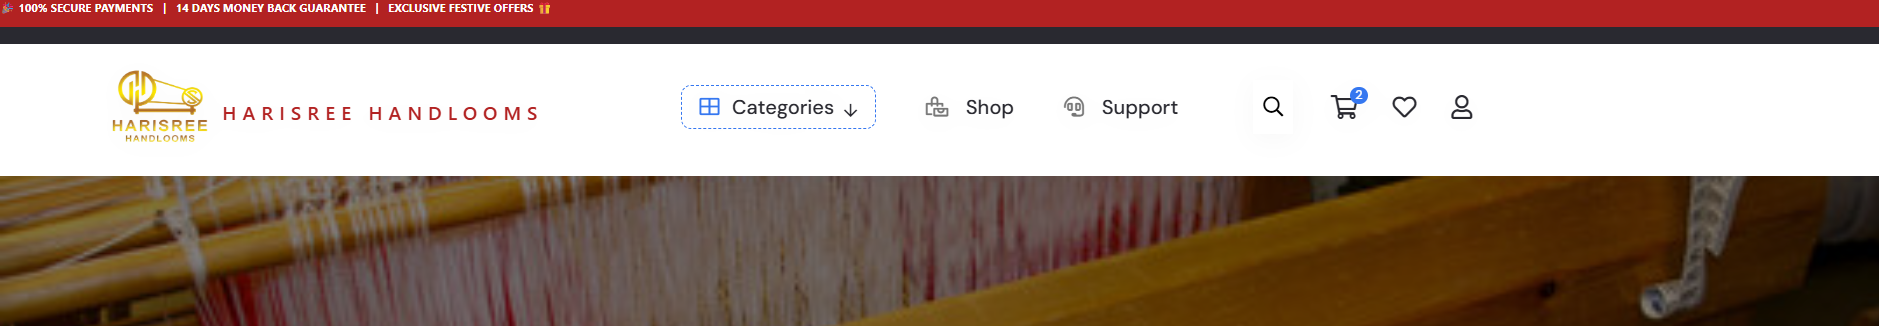 🎉 100% SECURE PAYMENTS | 14 DAYS MONEY BACK GUARANTEE | EXCLUSIVE FESTIVE OFFERS 🎁
HARISREE
HANDLOOMS
HARISREE HANDLOOMS
Categories
Shop
Support
2